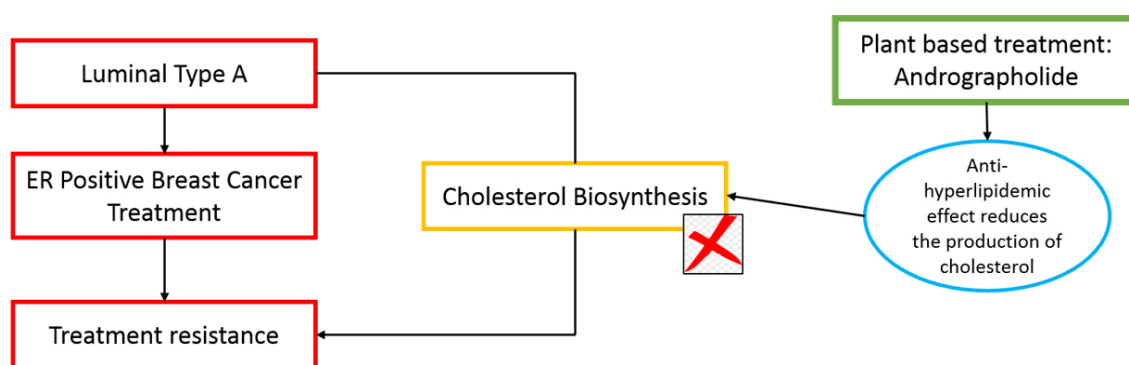 Luminal Type A
ER Positive Breast Cancer
Treatment
Treatment resistance
Cholesterol Biosynthesis
Plant based treatment:
Andrographolide
Anti-
hyperlipidemic
effect reduces
the production of
cholesterol